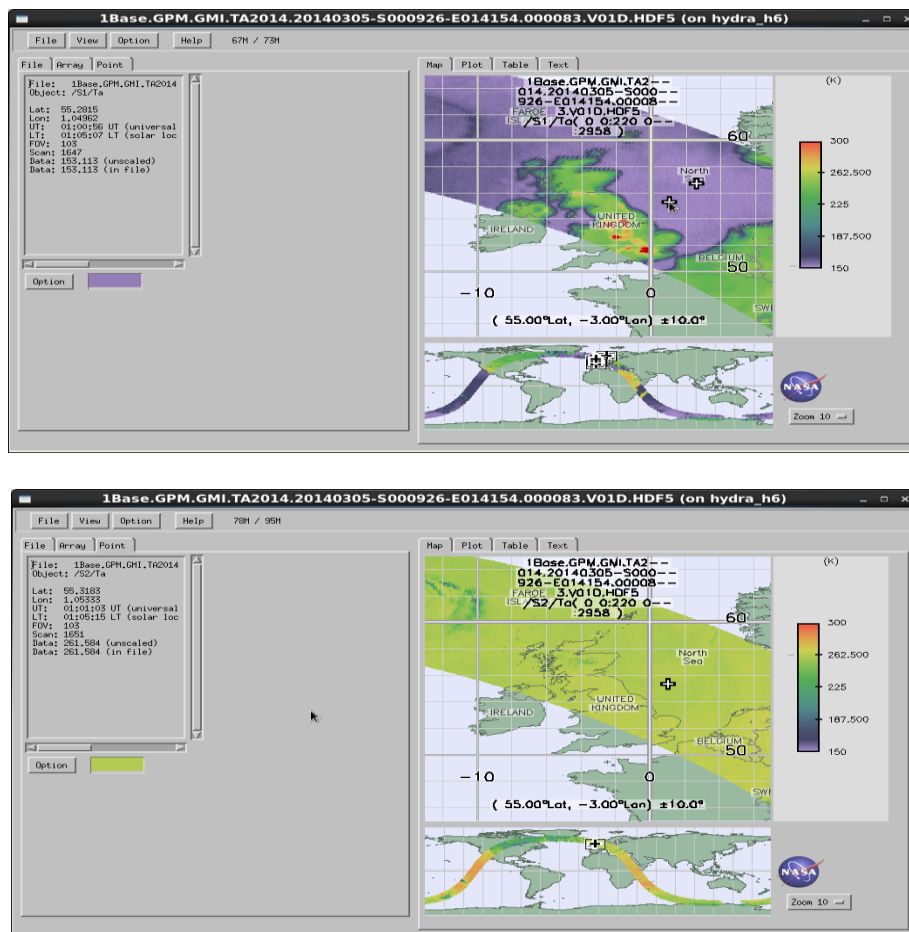 1Base.GPM.GMI.TA2014.20140305-S000926-E014154.000083.V01D.HDF5 (on hydra_h6)
File View Option Help 67M / 73M
File Array Point
File: 1Base.GPM.GMI.TA2014
Object: /S1/Ta
Lat: 55.2815
Lon: 1.04962
UT: 01:00:56 UT (universal
LT: 01:05:07 LT (solar loc
FOV: 103
Scan: 1647
Data: 153.113 (unscaled)
Data: 153.113 (in file)
Option
Map Plot Table Text
1Base.GPM.GMI.TA2--
014.20140305-S000--
926-E014154.00008--
FAROE 3.V01D.HDF5
ISL /S1/Ta( 0 0:220 0--
:2958 )
60
North
Sea
UNITED
KINGDOM
IRELAND
BELGIUM
50
-10 0
SWI
( 55.00°Lat, -3.00°Lon) ±10.0°
(K)
300
262.500
225
187.500
150
NASA
Zoom 10
1Base.GPM.GMI.TA2014.20140305-S000926-E014154.000083.V01D.HDF5 (on hydra_h6)
File View Option Help 78M / 95M
File Array Point
File: 1Base.GPM.GMI.TA2014
Object: /S2/Ta
Lat: 55.3183
Lon: 1.05333
UT: 01:01:03 UT (universal
LT: 01:05:15 LT (solar loc
FOV: 103
Scan: 1651
Data: 261.584 (unscaled)
Data: 261.584 (in file)
Option
Map Plot Table Text
1Base.GPM.GMI.TA2--
014.20140305-S000--
926-E014154.00008--
FAROE 3.V01D.HDF5
ISL /S2/Ta( 0 0:220 0--
:2958 )
60
North
Sea
UNITED
KINGDOM
IRELAND
BELGIUM
50
-10 0
SWI
( 55.00°Lat, -3.00°Lon) ±10.0°
(K)
300
262.500
225
187.500
150
NASA
Zoom 10